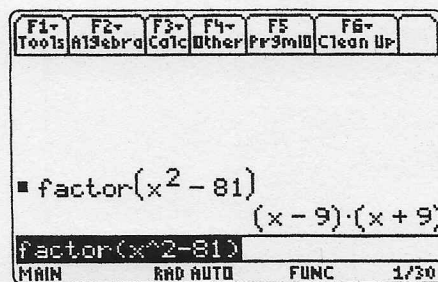 F1▾ F2▾ F3▾ F4▾ F5 F6▾
Tools Algebra Calc Other PrgmIO Clean Up
▪ factor(x² − 81)
(x − 9)·(x + 9)
factor(x^2-81)
MAIN RAD AUTO FUNC 1/30